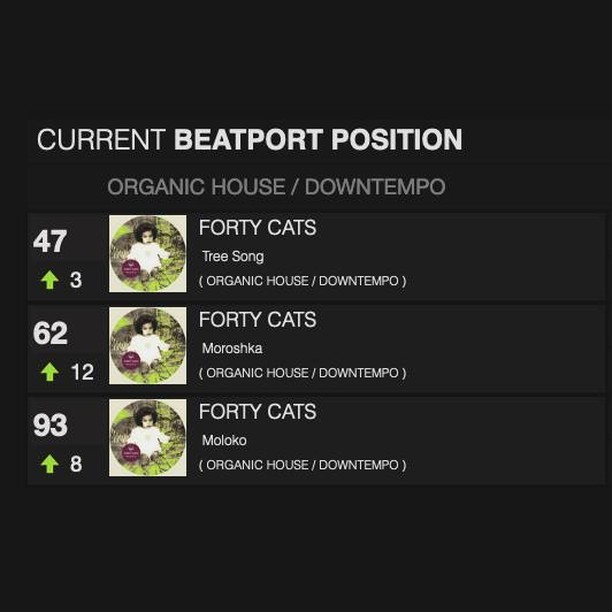 CURRENT BEATPORT POSITION
ORGANIC HOUSE / DOWNTEMPO
47
3
FORTY CATS
Tree Song
( ORGANIC HOUSE / DOWNTEMPO )
62
12
FORTY CATS
Moroshka
( ORGANIC HOUSE / DOWNTEMPO )
93
8
FORTY CATS
Moloko
( ORGANIC HOUSE / DOWNTEMPO )